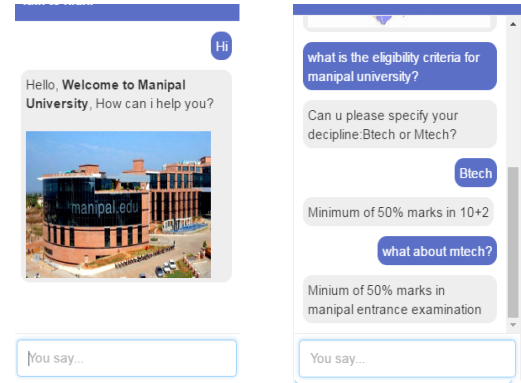 Hi
Hello, Welcome to Manipal
University, How can i help you?
manipal.edu
You say...
what is the eligibility criteria for
manipal university?
Can u please specify your
decipline:Btech or Mtech?
Btech
Minimum of 50% marks in 10+2
what about mtech?
Minium of 50% marks in
manipal entrance examination
You say...